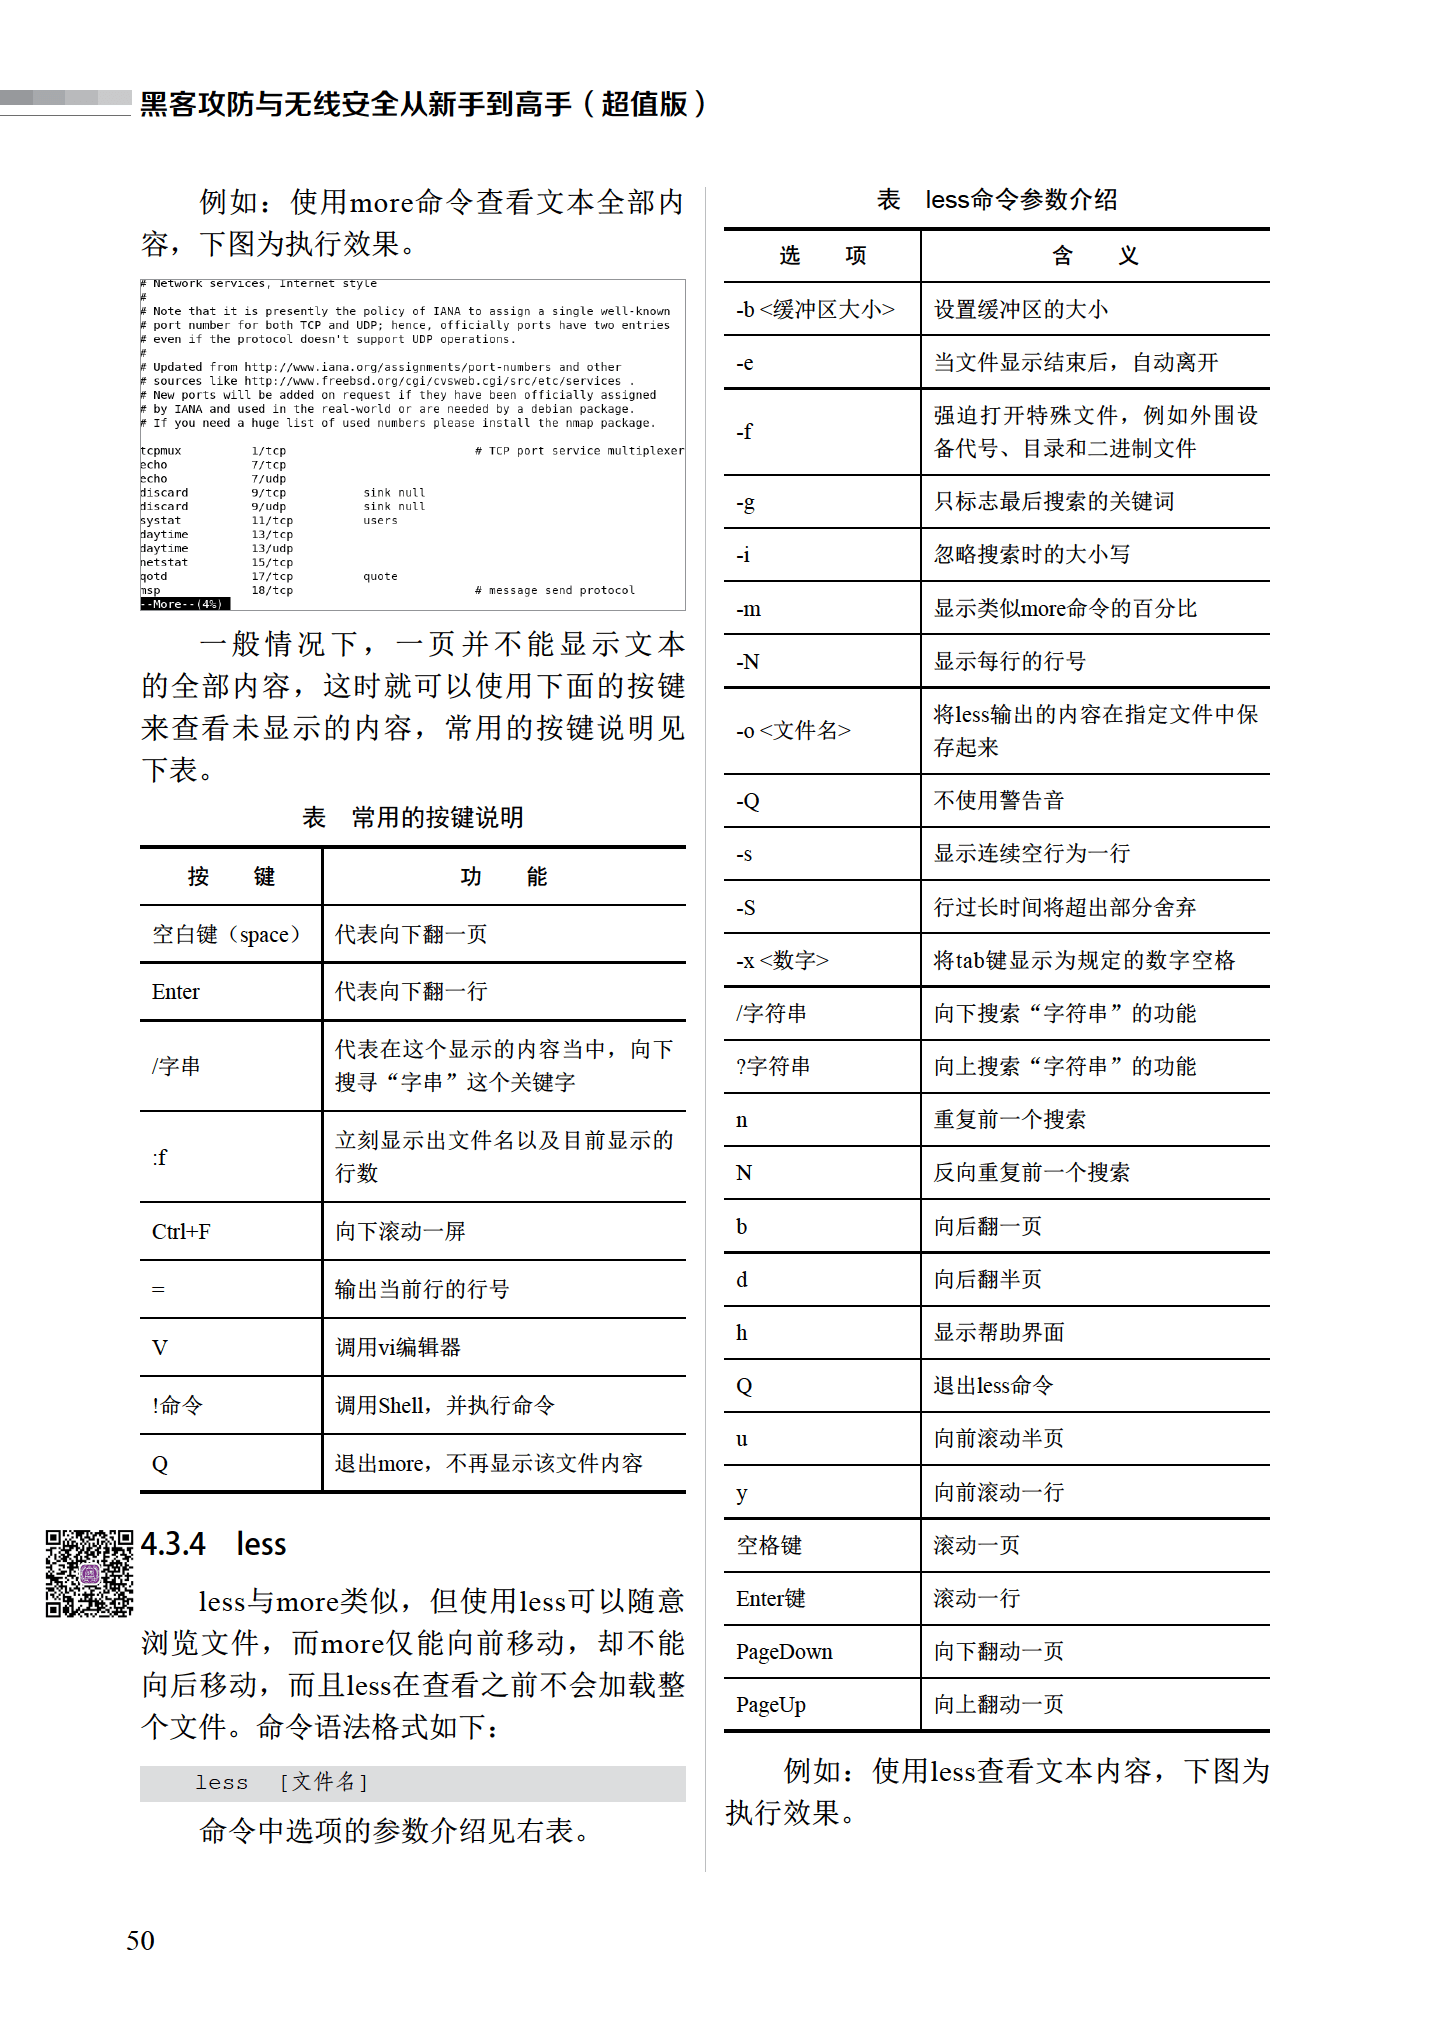 黑客攻防与无线安全从新手到高手（超值版）
例如：使用more命令查看文本全部内
容，下图为执行效果。
# Network services, Internet style
#
# Note that it is presently the policy of IANA to assign a single well-known
# port number for both TCP and UDP; hence, officially ports have two entries
# even if the protocol doesn't support UDP operations.
#
# Updated from http://www.iana.org/assignments/port-numbers and other
# sources like http://www.freebsd.org/cgi/cvsweb.cgi/src/etc/services .
# New ports will be added on request if they have been officially assigned
# by IANA and used in the real-world or are needed by a debian package.
# If you need a huge list of used numbers please install the nmap package.
tcpmux 1/tcp # TCP port service multiplexer
echo 7/tcp
echo 7/udp
discard 9/tcp sink null
discard 9/udp sink null
systat 11/tcp users
daytime 13/tcp
daytime 13/udp
netstat 15/tcp
qotd 17/tcp quote
msp 18/tcp # message send protocol
--More--(4%)
一般情况下，一页并不能显示文本
的全部内容，这时就可以使用下面的按键
来查看未显示的内容，常用的按键说明见
下表。
表 常用的按键说明
按 键 功 能
空白键（space） 代表向下翻一页
Enter 代表向下翻一行
/字串 代表在这个显示的内容当中，向下
搜寻“字串”这个关键字
:f 立刻显示出文件名以及目前显示的
行数
Ctrl+F 向下滚动一屏
= 输出当前行的行号
V 调用vi编辑器
!命令 调用Shell，并执行命令
Q 退出more，不再显示该文件内容
4.3.4 less
less与more类似，但使用less可以随意
浏览文件，而more仅能向前移动，却不能
向后移动，而且less在查看之前不会加载整
个文件。命令语法格式如下：
less [文件名]
命令中选项的参数介绍见右表。
表 less命令参数介绍
选 项 含 义
-b <缓冲区大小> 设置缓冲区的大小
-e 当文件显示结束后，自动离开
-f 强迫打开特殊文件，例如外围设
备代号、目录和二进制文件
-g 只标志最后搜索的关键词
-i 忽略搜索时的大小写
-m 显示类似more命令的百分比
-N 显示每行的行号
-o <文件名> 将less输出的内容在指定文件中保
存起来
-Q 不使用警告音
-s 显示连续空行为一行
-S 行过长时间将超出部分舍弃
-x <数字> 将tab键显示为规定的数字空格
/字符串 向下搜索“字符串”的功能
?字符串 向上搜索“字符串”的功能
n 重复前一个搜索
N 反向重复前一个搜索
b 向后翻一页
d 向后翻半页
h 显示帮助界面
Q 退出less命令
u 向前滚动半页
y 向前滚动一行
空格键 滚动一页
Enter键 滚动一行
PageDown 向下翻动一页
PageUp 向上翻动一页
例如：使用less查看文本内容，下图为
执行效果。
50